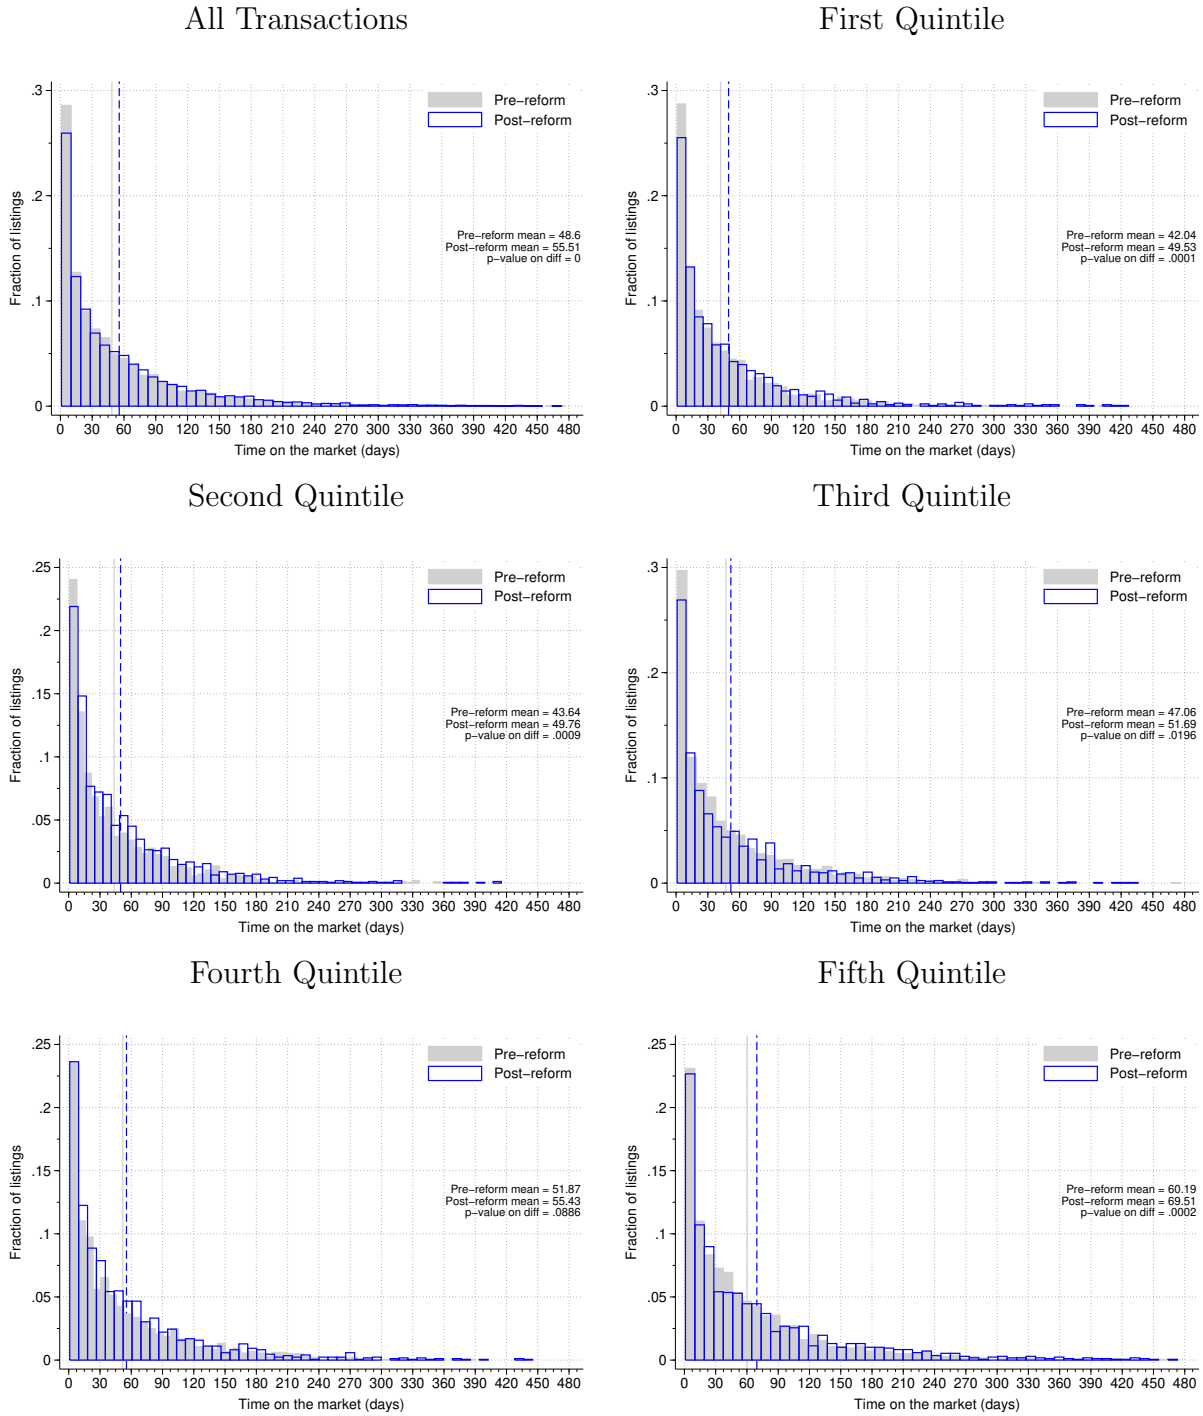 All Transactions
.3
.2
.1
0
Fraction of listings
Pre-reform
Post-reform
Pre-reform mean = 48.6
Post-reform mean = 55.51
p-value on diff = 0
0 30 60 90 120 150 180 210 240 270 300 330 360 390 420 450 480
Time on the market (days)
First Quintile
.3
.2
.1
0
Fraction of listings
Pre-reform
Post-reform
Pre-reform mean = 42.04
Post-reform mean = 49.53
p-value on diff = .0001
0 30 60 90 120 150 180 210 240 270 300 330 360 390 420 450 480
Time on the market (days)
Second Quintile
.25
.2
.15
.1
.05
0
Fraction of listings
Pre-reform
Post-reform
Pre-reform mean = 43.64
Post-reform mean = 49.76
p-value on diff = .0009
0 30 60 90 120 150 180 210 240 270 300 330 360 390 420 450 480
Time on the market (days)
Third Quintile
.3
.2
.1
0
Fraction of listings
Pre-reform
Post-reform
Pre-reform mean = 47.06
Post-reform mean = 51.69
p-value on diff = .0196
0 30 60 90 120 150 180 210 240 270 300 330 360 390 420 450 480
Time on the market (days)
Fourth Quintile
.25
.2
.15
.1
.05
0
Fraction of listings
Pre-reform
Post-reform
Pre-reform mean = 51.87
Post-reform mean = 55.43
p-value on diff = .0886
0 30 60 90 120 150 180 210 240 270 300 330 360 390 420 450 480
Time on the market (days)
Fifth Quintile
.25
.2
.15
.1
.05
0
Fraction of listings
Pre-reform
Post-reform
Pre-reform mean = 60.19
Post-reform mean = 69.51
p-value on diff = .0002
0 30 60 90 120 150 180 210 240 270 300 330 360 390 420 450 480
Time on the market (days)